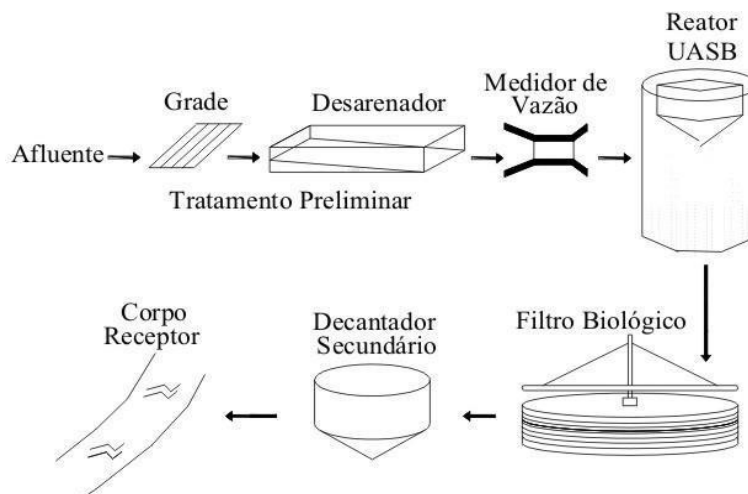 Reator
UASB
Medidor de
Vazão
Grade
Desarenador
Afluente
Tratamento Preliminar
Corpo
Receptor
Decantador
Secundário
Filtro Biológico